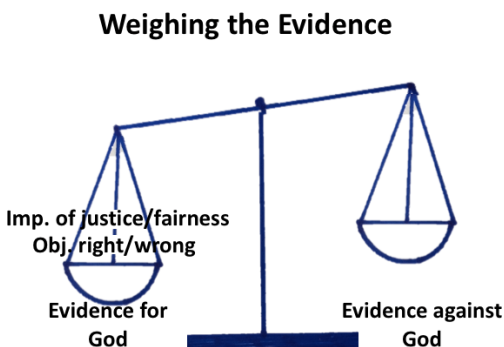 Weighing the Evidence
Imp. of justice/fairness
Obj. right/wrong
Evidence for
God
Evidence against
God